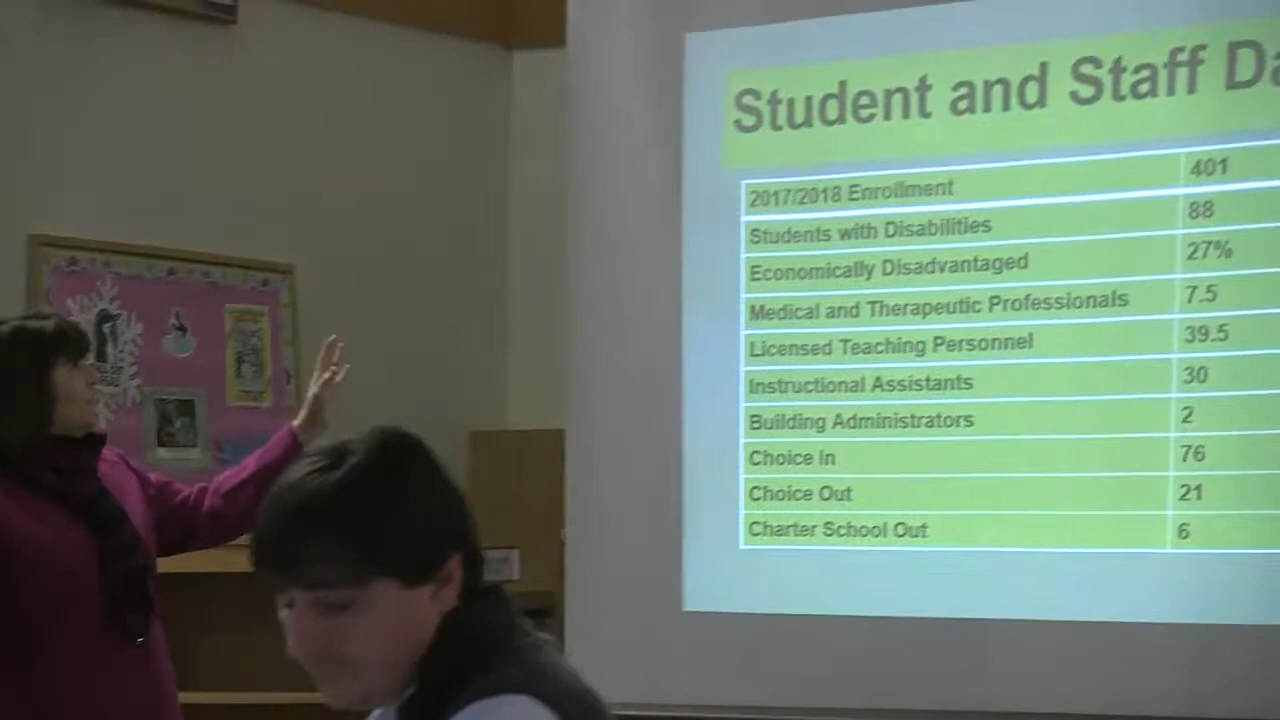 Student and Staff Da
2017/2018 Enrollment 401
Students with Disabilities 88
Economically Disadvantaged 27%
Medical and Therapeutic Professionals 7.5
Licensed Teaching Personnel 39.5
Instructional Assistants 30
Building Administrators 2
Choice In 76
Choice Out 21
Charter School Out 6